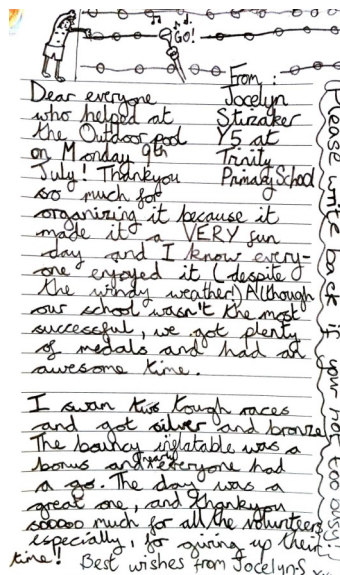 GO!
From:
Jocelyn
Stirzaker
Y5 at
Trinity
Primary School
Dear everyone
who helped at
the Outdoor pool
on Monday 9th
July! Thankyou
so much for
organizing it because it
made it a VERY fun
day and I know every-
one enjoyed it (despite
the windy weather!) Although
our school wasn't the most
successful, we got plenty
of medals and had an
awesome time.
I swam two tough races
and got silver and bronze.
The bouncy inflatable was a
bonus and nearly everyone had
a go. The day was a
great one, and thankyou
sooooo much for all the volunteers
especially, for giving up their
time! Best wishes from Jocelyn.S xx
Please write back if your not too busy!!